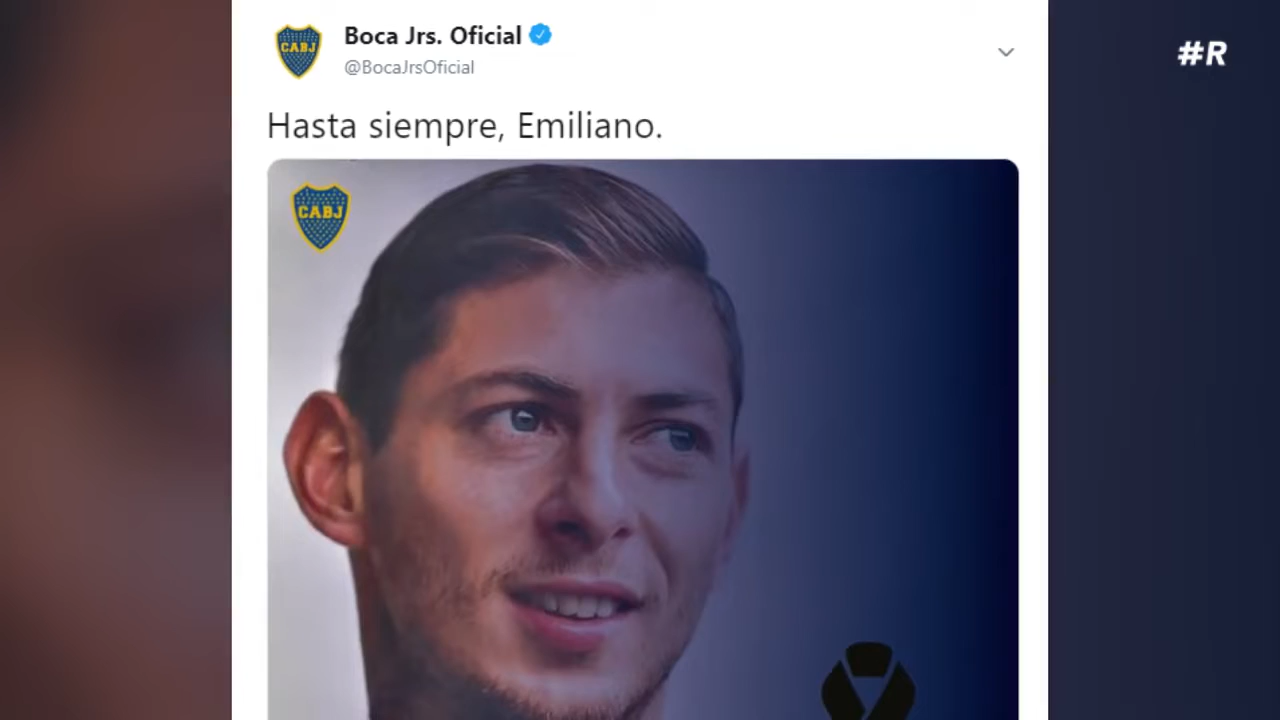 Boca Jrs. Oficial
@BocaJrsOficial
#R
CABJ
Hasta siempre, Emiliano.
CABJ